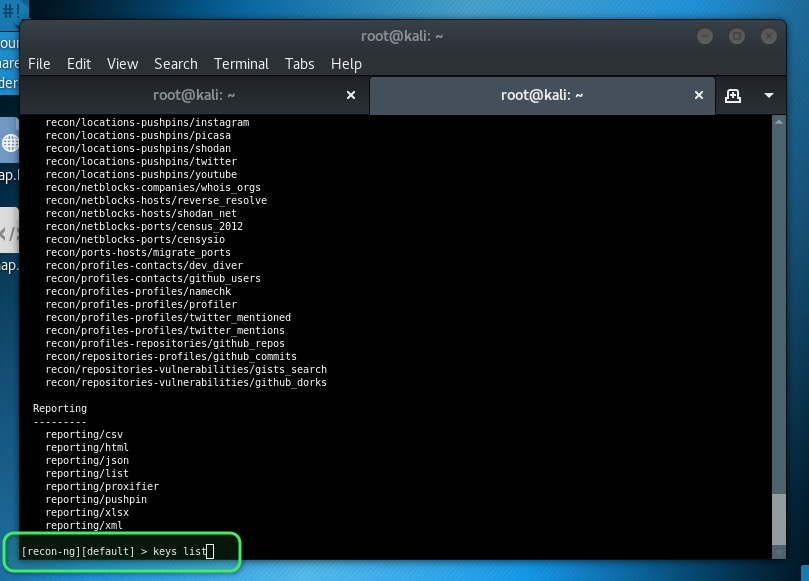 #!
root@kali: ~
File Edit View Search Terminal Tabs Help
root@kali: ~ root@kali: ~
recon/locations-pushpins/instagram
recon/locations-pushpins/picasa
recon/locations-pushpins/shodan
recon/locations-pushpins/twitter
recon/locations-pushpins/youtube
recon/netblocks-companies/whois_orgs
recon/netblocks-hosts/reverse_resolve
recon/netblocks-hosts/shodan_net
recon/netblocks-ports/census_2012
recon/netblocks-ports/censysio
recon/ports-hosts/migrate_ports
recon/profiles-contacts/dev_diver
recon/profiles-contacts/github_users
recon/profiles-profiles/namechk
recon/profiles-profiles/profiler
recon/profiles-profiles/twitter_mentioned
recon/profiles-profiles/twitter_mentions
recon/profiles-repositories/github_repos
recon/repositories-profiles/github_commits
recon/repositories-vulnerabilities/gists_search
recon/repositories-vulnerabilities/github_dorks
Reporting
---------
reporting/csv
reporting/html
reporting/json
reporting/list
reporting/proxifier
reporting/pushpin
reporting/xlsx
reporting/xml
[recon-ng][default] > keys list